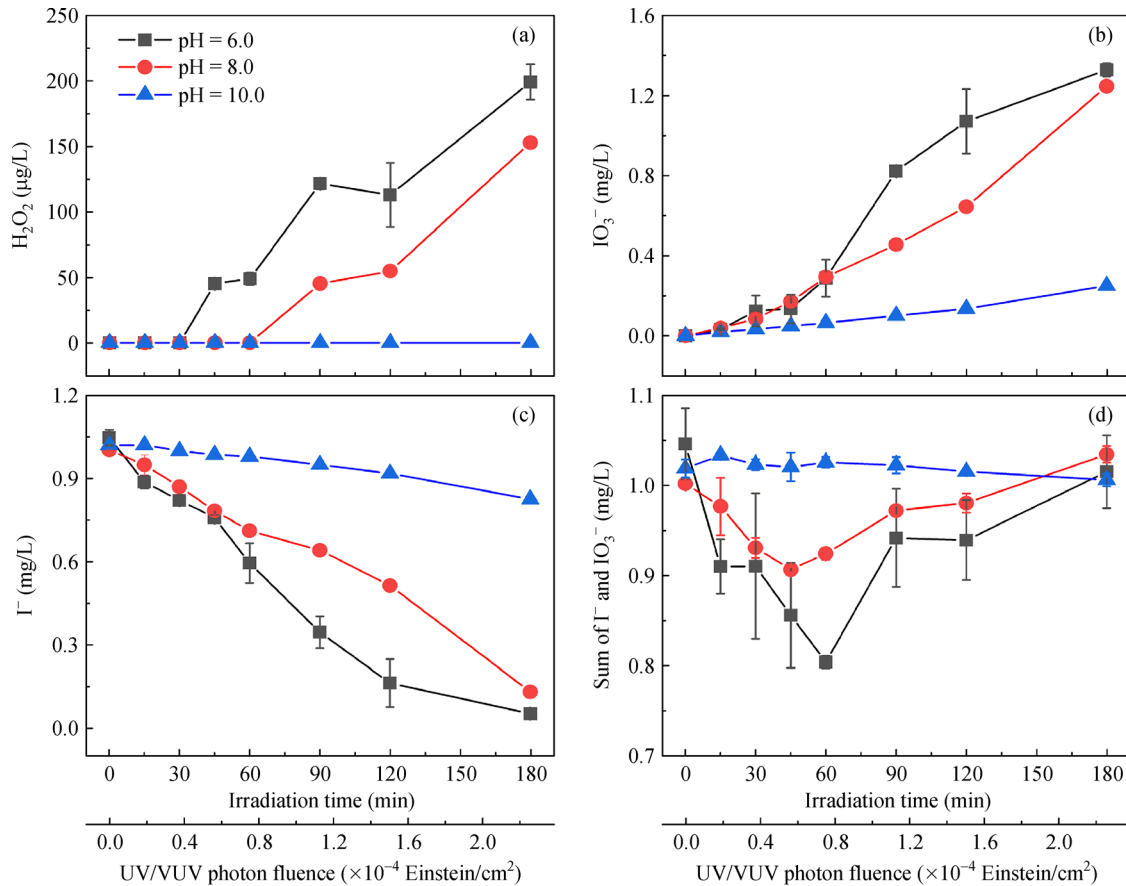 250
200
150
100
50
0
H₂O₂ (μg/L)
pH = 6.0
pH = 8.0
pH = 10.0
(a)
1.6
1.2
0.8
0.4
0.0
IO₃⁻ (mg/L)
(b)
1.2
0.9
0.6
0.3
0.0
I⁻ (mg/L)
(c)
0 30 60 90 120 150 180
Irradiation time (min)
0.0 0.4 0.8 1.2 1.6 2.0
UV/VUV photon fluence (×10⁻⁴ Einstein/cm²)
1.1
1.0
0.9
0.8
0.7
Sum of I⁻ and IO₃⁻ (mg/L)
(d)
0 30 60 90 120 150 180
Irradiation time (min)
0.0 0.4 0.8 1.2 1.6 2.0
UV/VUV photon fluence (×10⁻⁴ Einstein/cm²)